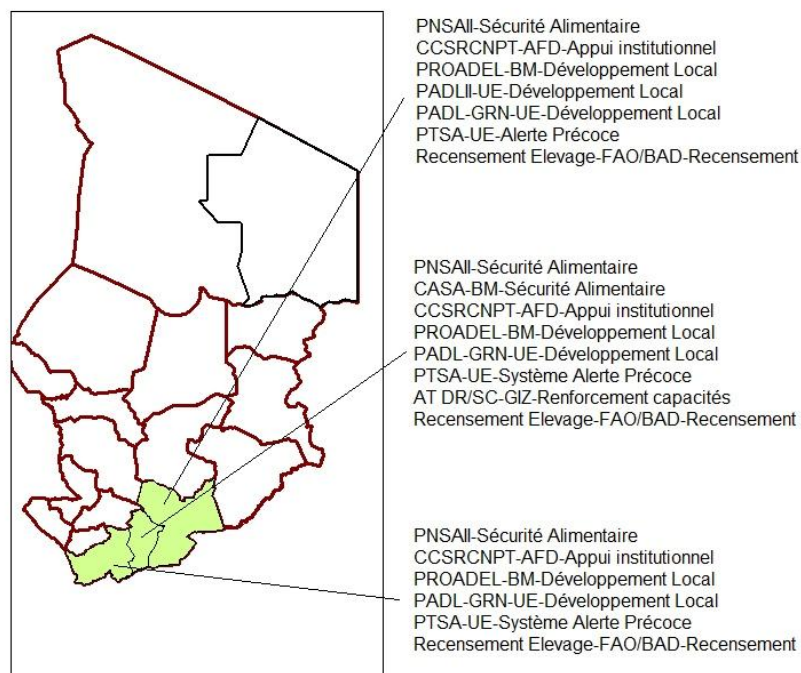 PNSAII-Sécurité Alimentaire
CCSRCNPT-AFD-Appui institutionnel
PROADEL-BM-Développement Local
PADLII-UE-Développement Local
PADL-GRN-UE-Développement Local
PTSA-UE-Alerte Précoce
Recensement Elevage-FAO/BAD-Recensement
PNSAII-Sécurité Alimentaire
CASA-BM-Sécurité Alimentaire
CCSRCNPT-AFD-Appui institutionnel
PROADEL-BM-Développement Local
PADL-GRN-UE-Développement Local
PTSA-UE-Système Alerte Précoce
AT DR/SC-GIZ-Renforcement capacités
Recensement Elevage-FAO/BAD-Recensement
PNSAII-Sécurité Alimentaire
CCSRCNPT-AFD-Appui institutionnel
PROADEL-BM-Développement Local
PADL-GRN-UE-Développement Local
PTSA-UE-Système Alerte Précoce
Recensement Elevage-FAO/BAD-Recensement